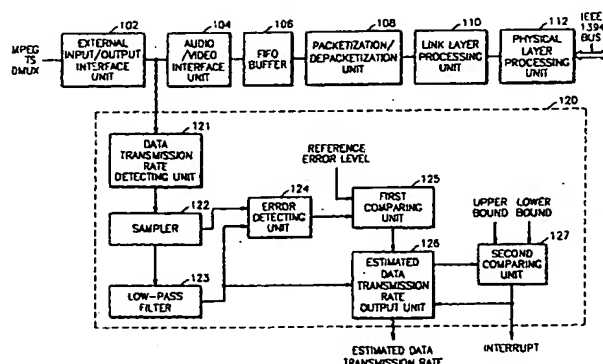 102
104
106
108
110
112
IEEE
1394
BUS
MPEG
TS
DMUX
EXTERNAL
INPUT/OUTPUT
INTERFACE
UNIT
AUDIO
/VIDEO
INTERFACE
UNIT
FIFO
BUFFER
PACKETIZATION/
DEPACKETIZATION
UNIT
LINK LAYER
PROCESSING
UNIT
PHYSICAL
LAYER
PROCESSING
UNIT
120
121
DATA
TRANSMISSION
RATE
DETECTING UNIT
REFERENCE
ERROR LEVEL
122
SAMPLER
124
ERROR
DETECTING
UNIT
125
FIRST
COMPARING
UNIT
UPPER
BOUND
LOWER
BOUND
123
LOW-PASS
FILTER
126
ESTIMATED
DATA
TRANSMISSION
RATE
OUTPUT UNIT
127
SECOND
COMPARING
UNIT
ESTIMATED DATA
TRANSMISSION RATE
INTERRUPT